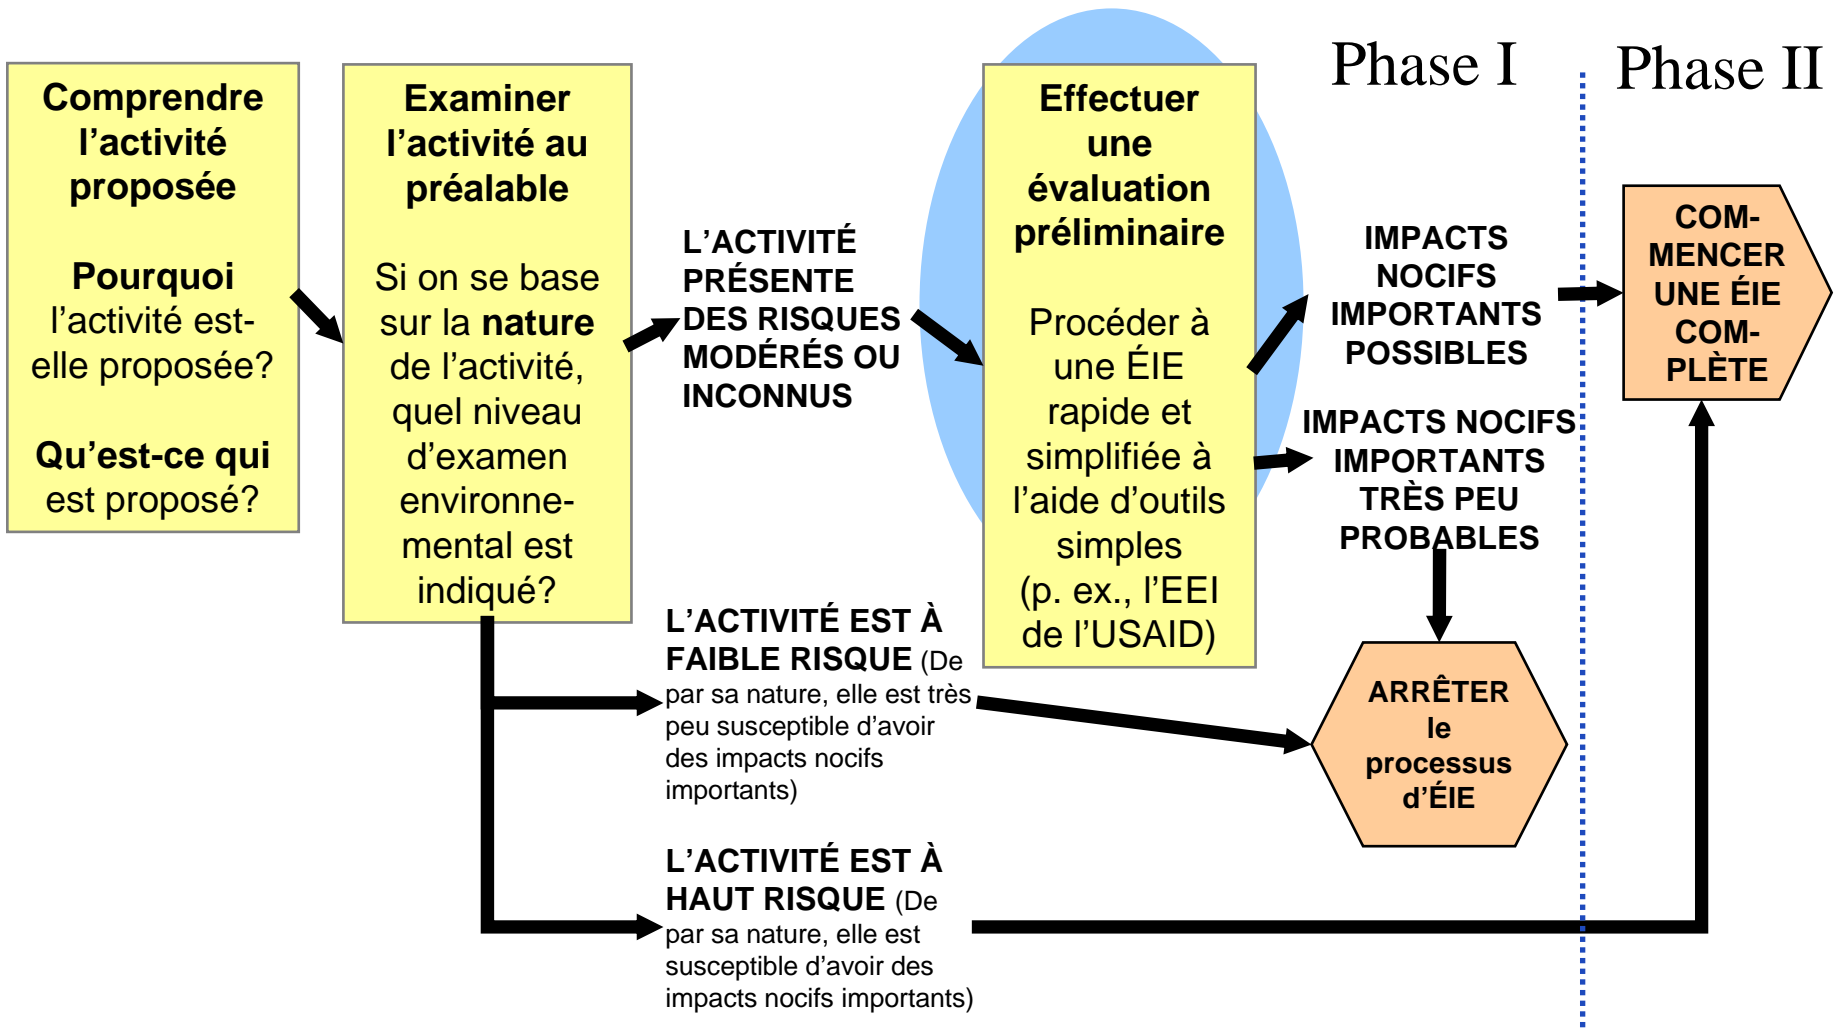 Phase I
Phase II
Comprendre
l’activité
proposée
Pourquoi
l’activité est-
elle proposée?
Qu’est-ce qui
est proposé?
Examiner
l’activité au
préalable
Si on se base
sur la nature
de l’activité,
quel niveau
d’examen
environne-
mental est
indiqué?
L’ACTIVITÉ
PRÉSENTE
DES RISQUES
MODÉRÉS OU
INCONNUS
Effectuer
une
évaluation
préliminaire
Procéder à
une ÉIE
rapide et
simplifiée à
l’aide d’outils
simples
(p. ex., l’EEI
de l’USAID)
IMPACTS
NOCIFS
IMPORTANTS
POSSIBLES
COM-
MENCER
UNE ÉIE
COM-
PLÈTE
IMPACTS NOCIFS
IMPORTANTS
TRÈS PEU
PROBABLES
L’ACTIVITÉ EST À
FAIBLE RISQUE (De
par sa nature, elle est très
peu susceptible d’avoir
des impacts nocifs
importants)
ARRÊTER
le
processus
d’ÉIE
L’ACTIVITÉ EST À
HAUT RISQUE (De
par sa nature, elle est
susceptible d’avoir des
impacts nocifs importants)